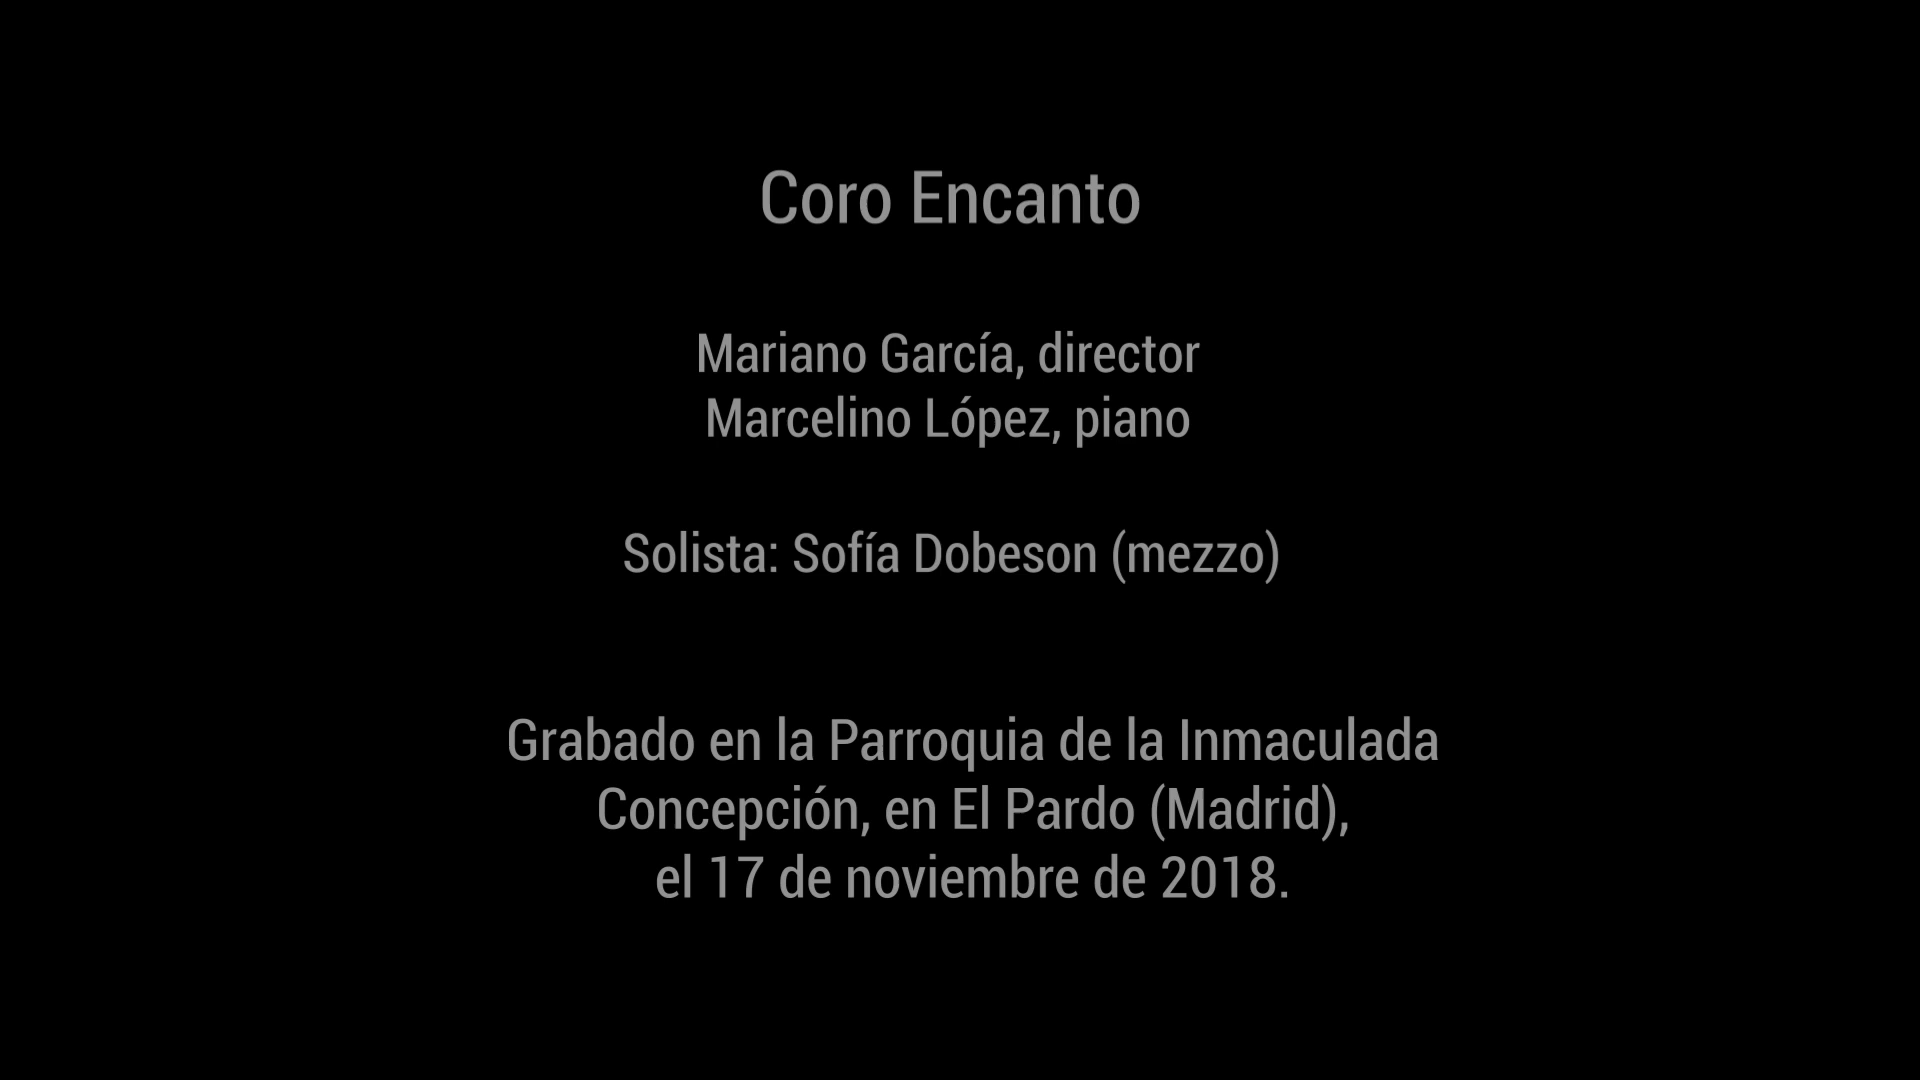 Coro Encanto
Mariano García, director
Marcelino López, piano
Solista: Sofía Dobeson (mezzo)
Grabado en la Parroquia de la Inmaculada
Concepción, en El Pardo (Madrid),
el 17 de noviembre de 2018.